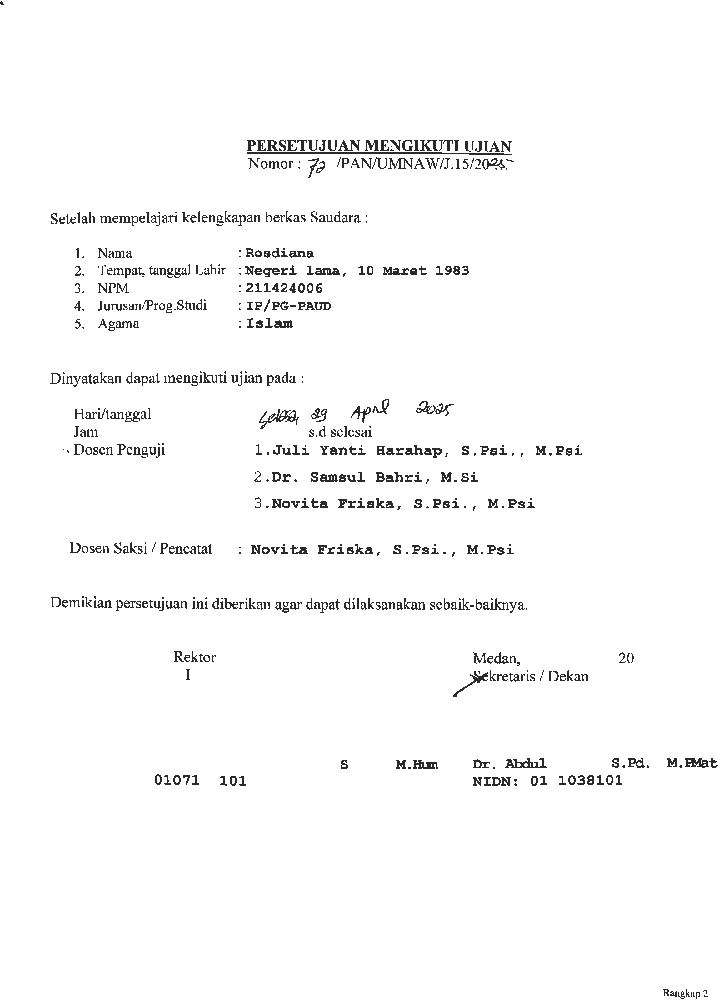 PERSETUJUAN MENGIKUTI UJIAN
Nomor : 72 /PAN/UMNAW/J.15/2025
Setelah mempelajari kelengkapan berkas Saudara :
1. Nama : Rosdiana
2. Tempat, tanggal Lahir : Negeri lama, 10 Maret 1983
3. NPM : 211424006
4. Jurusan/Prog.Studi : IP/PG-PAUD
5. Agama : Islam
Dinyatakan dapat mengikuti ujian pada :
Hari/tanggal Selasa, 29 April 2025
Jam s.d selesai
Dosen Penguji 1.Juli Yanti Harahap, S.Psi., M.Psi
2.Dr. Samsul Bahri, M.Si
3.Novita Friska, S.Psi., M.Psi
Dosen Saksi / Pencatat : Novita Friska, S.Psi., M.Psi
Demikian persetujuan ini diberikan agar dapat dilaksanakan sebaik-baiknya.
Rektor Medan, 20
I Sekretaris / Dekan
S M.Hum Dr. Abdul S.Pd. M.PMat
01071 101 NIDN: 01 1038101
Rangkap 2